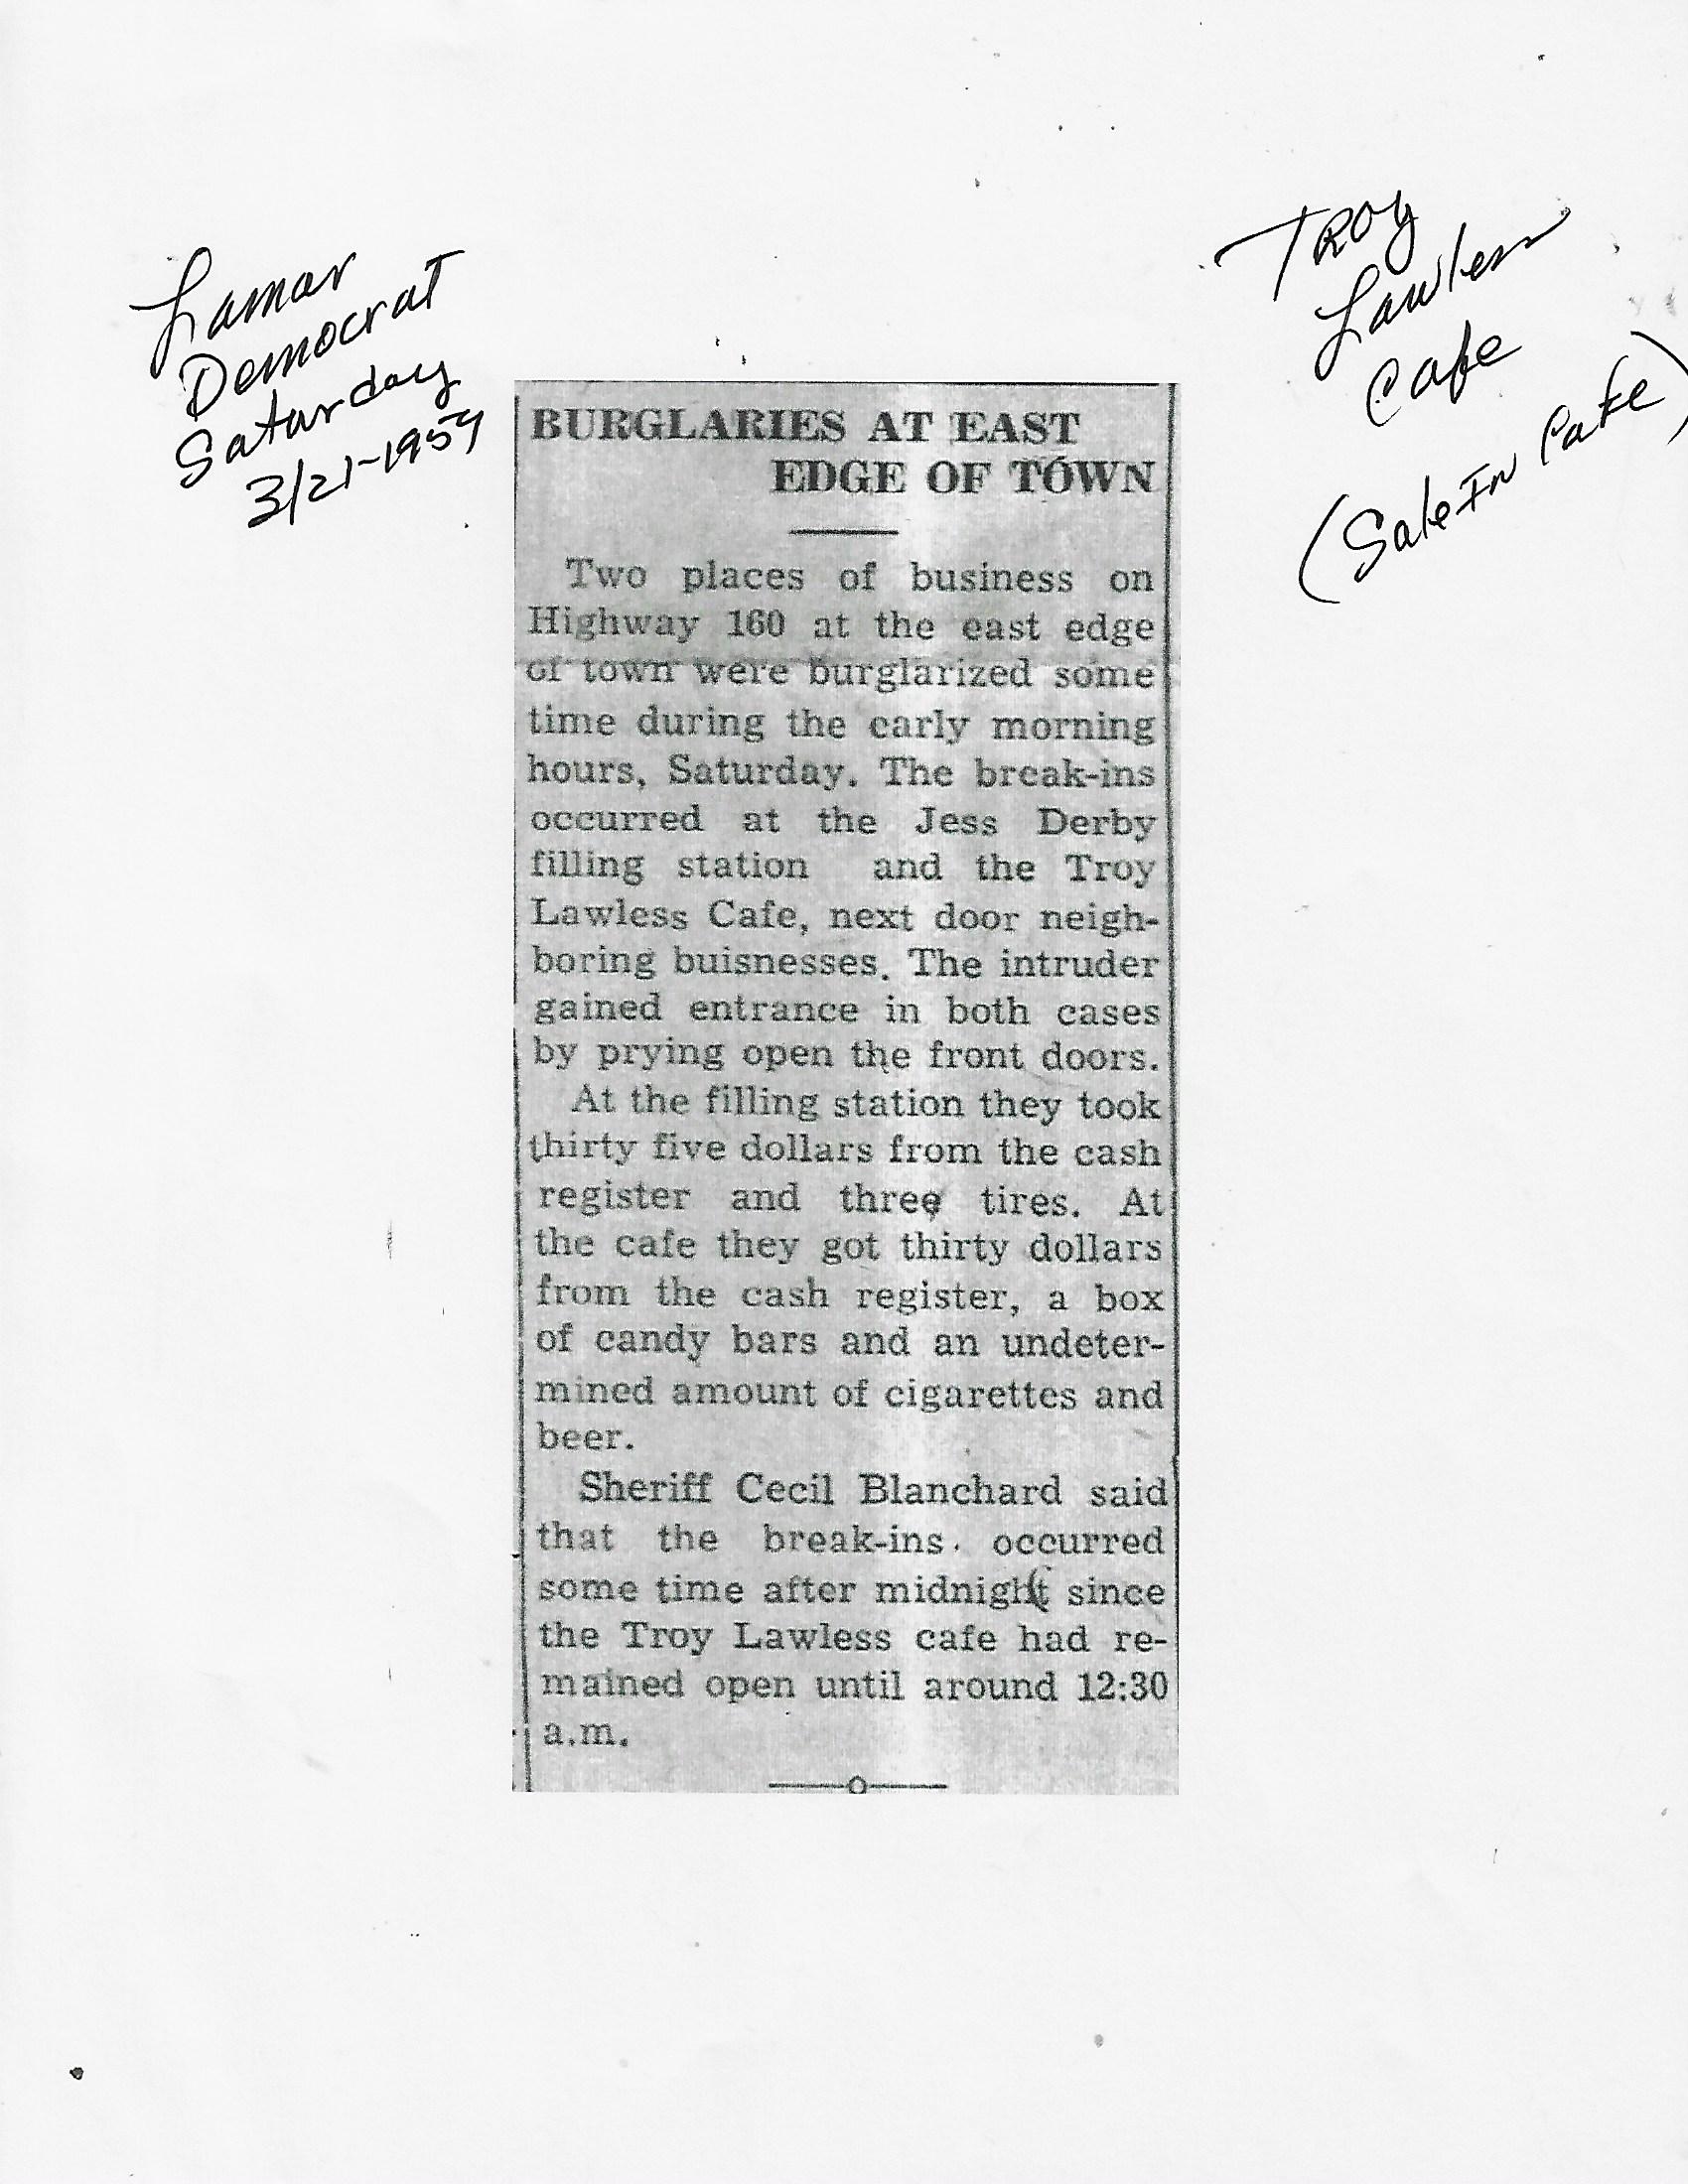 Lamar
Democrat
Saturday
3/21-1959
Troy
Lawless
Cafe
(Sale In
BURGLARIES AT EAST
EDGE OF TOWN
Two places of business on
Highway 160 at the east edge
of town were burglarized some
time during the early morning
hours, Saturday. The break-ins
occurred at the Jess Derby
filling station and the Troy
Lawless Cafe, next door neigh-
boring buisnesses. The intruder
gained entrance in both cases
by prying open the front doors.
At the filling station they took
thirty five dollars from the cash
register and three tires. At
the cafe they got thirty dollars
from the cash register, a box
of candy bars and an undeter-
mined amount of cigarettes and
beer.
Sheriff Cecil Blanchard said
that the break-ins occurred
some time after midnight since
the Troy Lawless cafe had re-
mained open until around 12:30
a.m.